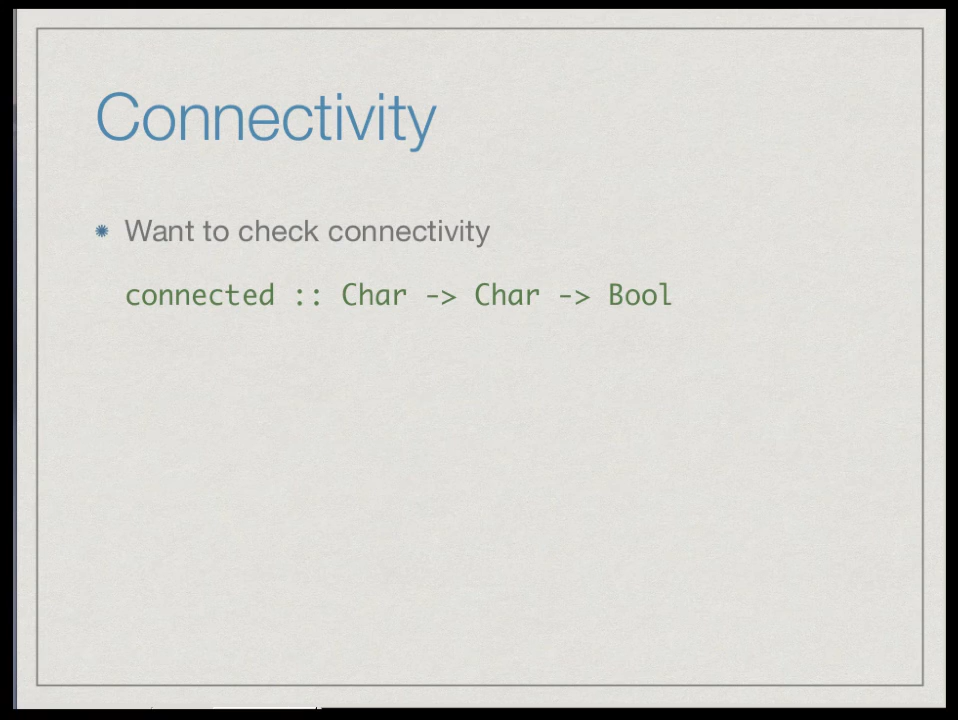 Connectivity
Want to check connectivity
connected :: Char -> Char -> Bool